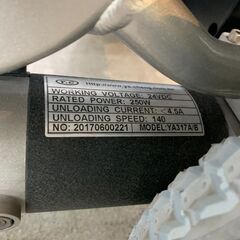 WORKING VOLTAGE: 24VDC
RATED POWER: 250W
UNLOADING CURRENT: <4.5A
UNLOADING SPEED: 140
NO: 20170600221 MODEL: YA317A/B